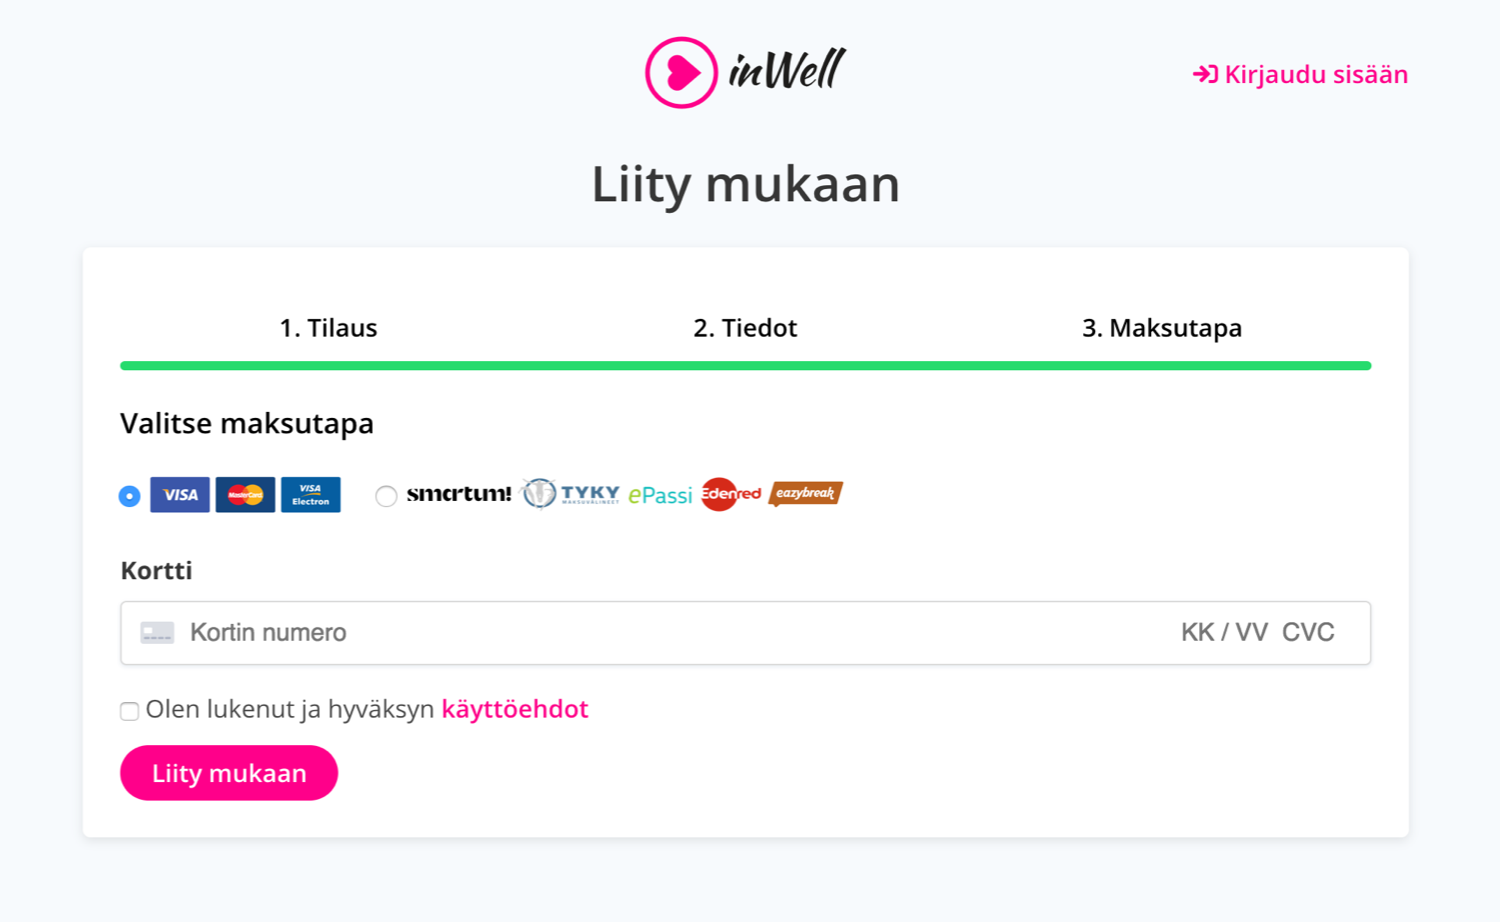 inWell
Kirjaudu sisään
Liity mukaan
1. Tilaus 2. Tiedot 3. Maksutapa
Valitse maksutapa
VISA MasterCard VISA Electron smartum! TYKY MAKSUVÄLINEET ePassi Edenred eazybreak
Kortti
Kortin numero KK / VV CVC
Olen lukenut ja hyväksyn käyttöehdot
Liity mukaan